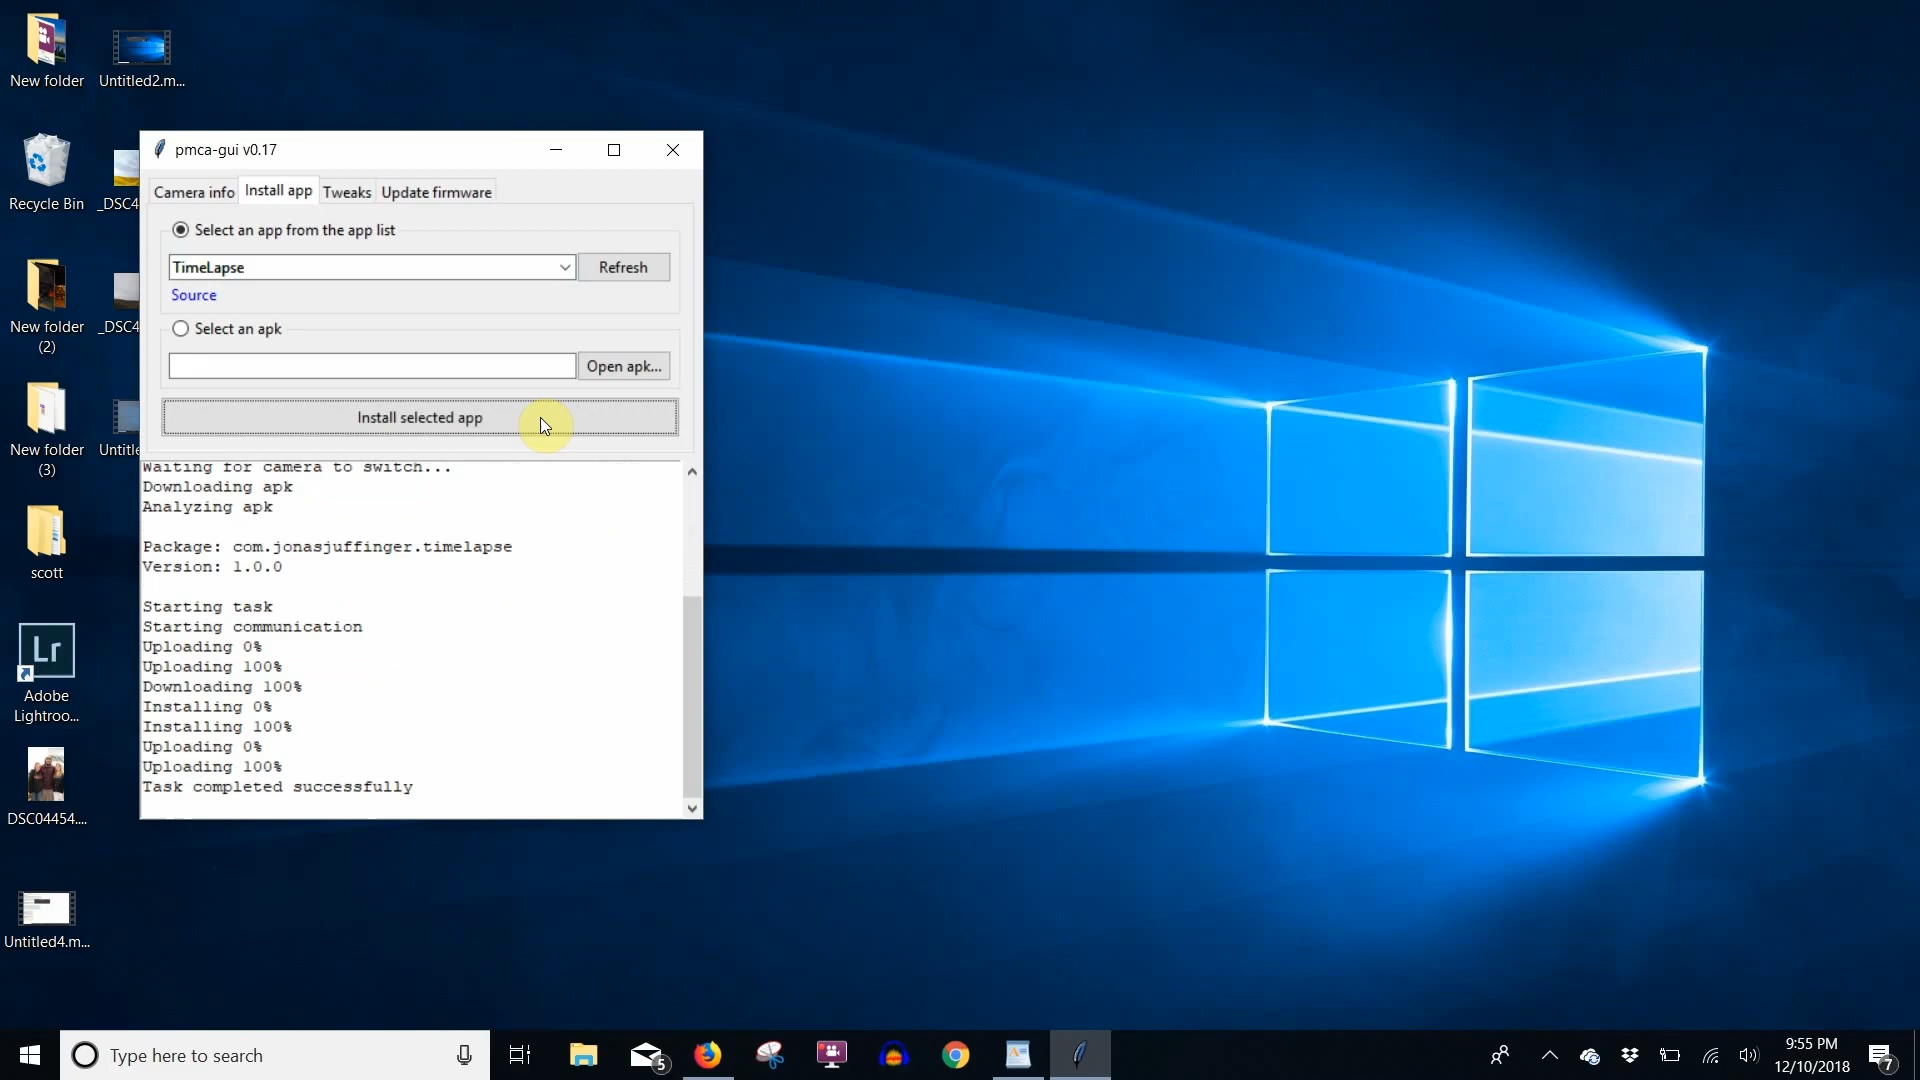 New folder
Untitled2.m...
Recycle Bin
_DSC4
New folder
(2)
_DSC4
New folder
(3)
Untitle
scott
Lr
Adobe
Lightroo...
DSC04454....
Untitled4.m...
pmca-gui v0.17
Camera info
Install app
Tweaks
Update firmware
Select an app from the app list
TimeLapse
Refresh
Source
Select an apk
Open apk...
Install selected app
Waiting for camera to switch...
Downloading apk
Analyzing apk
Package: com.jonasjuffinger.timelapse
Version: 1.0.0
Starting task
Starting communication
Uploading 0%
Uploading 100%
Downloading 100%
Installing 0%
Installing 100%
Uploading 0%
Uploading 100%
Task completed successfully
Type here to search
5
9:55 PM
12/10/2018
7